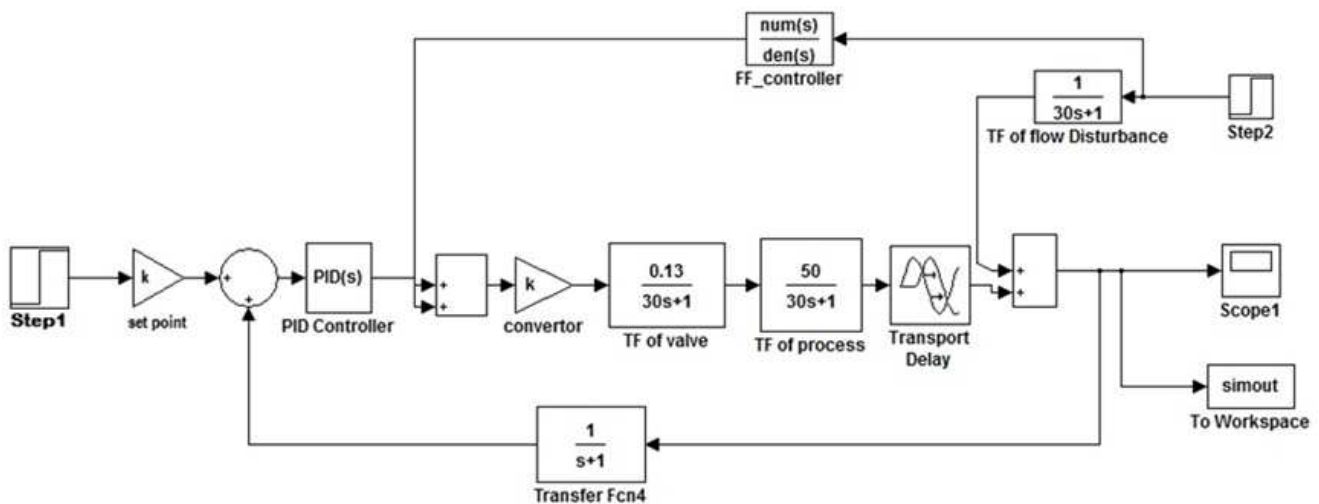 num(s)
den(s)
FF_controller
1
30s+1
TF of flow Disturbance
Step2
Step1
k
set point
+
+
PID(s)
PID Controller
+
+
k
convertor
0.13
30s+1
TF of valve
50
30s+1
TF of process
Transport
Delay
+
+
Scope1
simout
To Workspace
1
s+1
Transfer Fcn4